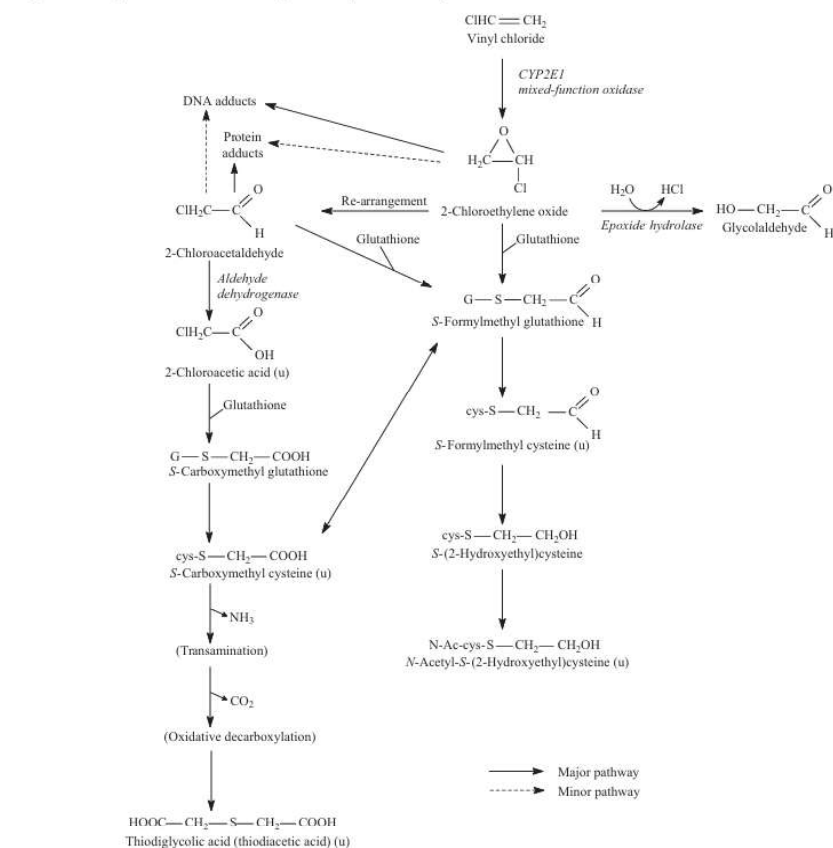 ClHC=CH₂
Vinyl chloride
CYP2E1
mixed-function oxidase
DNA adducts
Protein
adducts
O
H₂C—CH
Cl
2-Chloroethylene oxide
O
ClH₂C—C
H
2-Chloroacetaldehyde
Re-arrangement
Glutathione
Glutathione
H₂O HCl
Epoxide hydrolase
O
HO—CH₂—C
H
Glycolaldehyde
Aldehyde
dehydrogenase
O
G—S—CH₂—C
H
S-Formylmethyl glutathione
O
ClH₂C—C
OH
2-Chloroacetic acid (u)
Glutathione
O
cys-S—CH₂—C
H
S-Formylmethyl cysteine (u)
G—S—CH₂—COOH
S-Carboxymethyl glutathione
cys-S—CH₂—CH₂OH
S-(2-Hydroxyethyl)cysteine
cys-S—CH₂—COOH
S-Carboxymethyl cysteine (u)
NH₃
(Transamination)
N-Ac-cys-S—CH₂—CH₂OH
N-Acetyl-S-(2-Hydroxyethyl)cysteine (u)
CO₂
(Oxidative decarboxylation)
Major pathway
Minor pathway
HOOC—CH₂—S—CH₂—COOH
Thiodiglycolic acid (thiodiacetic acid) (u)